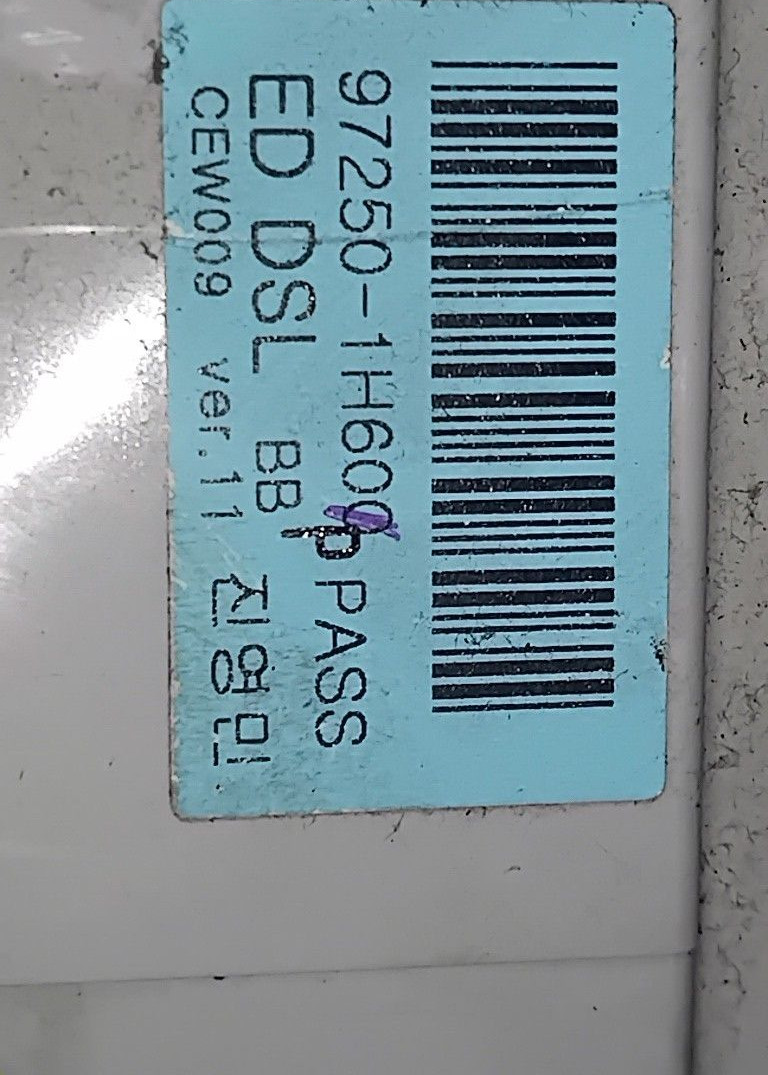 97250-1H600
P PASS
ED DSL BB
CEW009 ver.11 진영민